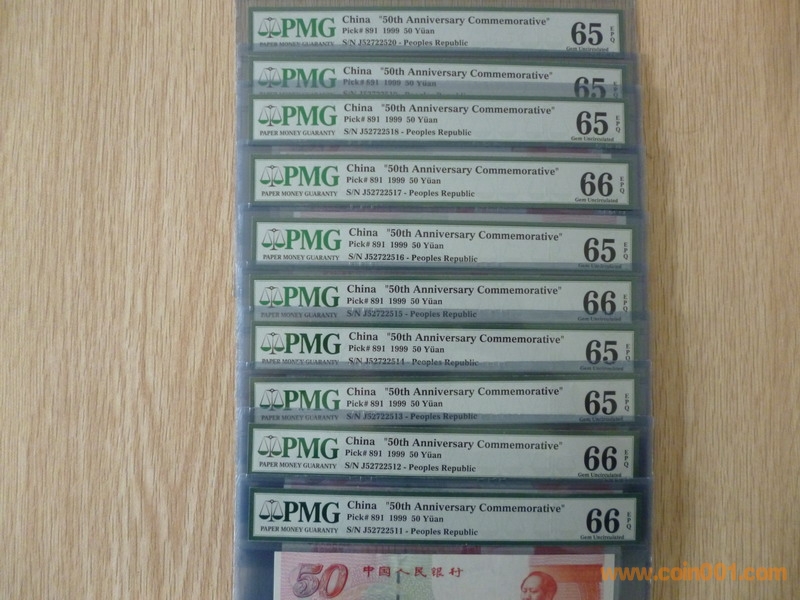 PMG
PAPER MONEY GUARANTY
China "50th Anniversary Commemorative"
Pick# 891 1999 50 Yüan
S/N J52722520 - Peoples Republic
65 EPQ
Gem Uncirculated
PMG
China "50th Anniversary Commemorative"
Pick# 891 1999 50 Yüan
65
PMG
PAPER MONEY GUARANTY
China "50th Anniversary Commemorative"
Pick# 891 1999 50 Yüan
S/N J52722518 - Peoples Republic
65 EPQ
Gem Uncirculated
PMG
PAPER MONEY GUARANTY
China "50th Anniversary Commemorative"
Pick# 891 1999 50 Yüan
S/N J52722517 - Peoples Republic
66 EPQ
Gem Uncirculated
PMG
PAPER MONEY GUARANTY
China "50th Anniversary Commemorative"
Pick# 891 1999 50 Yüan
S/N J52722516 - Peoples Republic
65 EPQ
Gem Uncirculated
PMG
PAPER MONEY GUARANTY
China "50th Anniversary Commemorative"
Pick# 891 1999 50 Yüan
S/N J52722515 - Peoples Republic
66 EPQ
Gem Uncirculated
PMG
PAPER MONEY GUARANTY
China "50th Anniversary Commemorative"
Pick# 891 1999 50 Yüan
S/N J52722514 - Peoples Republic
65 EPQ
Gem Uncirculated
PMG
PAPER MONEY GUARANTY
China "50th Anniversary Commemorative"
Pick# 891 1999 50 Yüan
S/N J52722513 - Peoples Republic
65 EPQ
PMG
PAPER MONEY GUARANTY
China "50th Anniversary Commemorative"
Pick# 891 1999 50 Yüan
S/N J52722512 - Peoples Republic
66 EPQ
Gem Uncirculated
PMG
PAPER MONEY GUARANTY
China "50th Anniversary Commemorative"
Pick# 891 1999 50 Yüan
S/N J52722511 - Peoples Republic
66 EPQ
Gem Uncirculated
50 中国人民银行
www.coin001.com